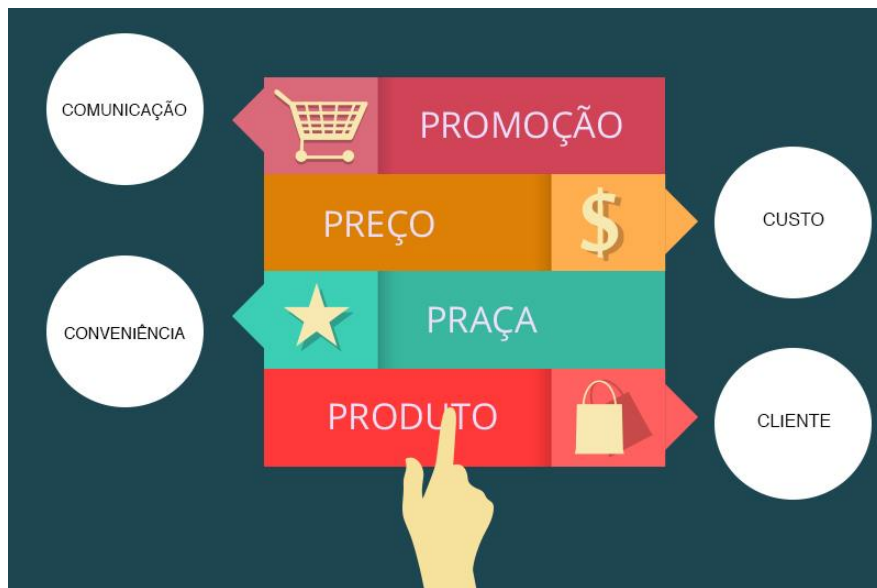 COMUNICAÇÃO
PROMOÇÃO
PREÇO
CUSTO
CONVENIÊNCIA
PRAÇA
PRODUTO
CLIENTE